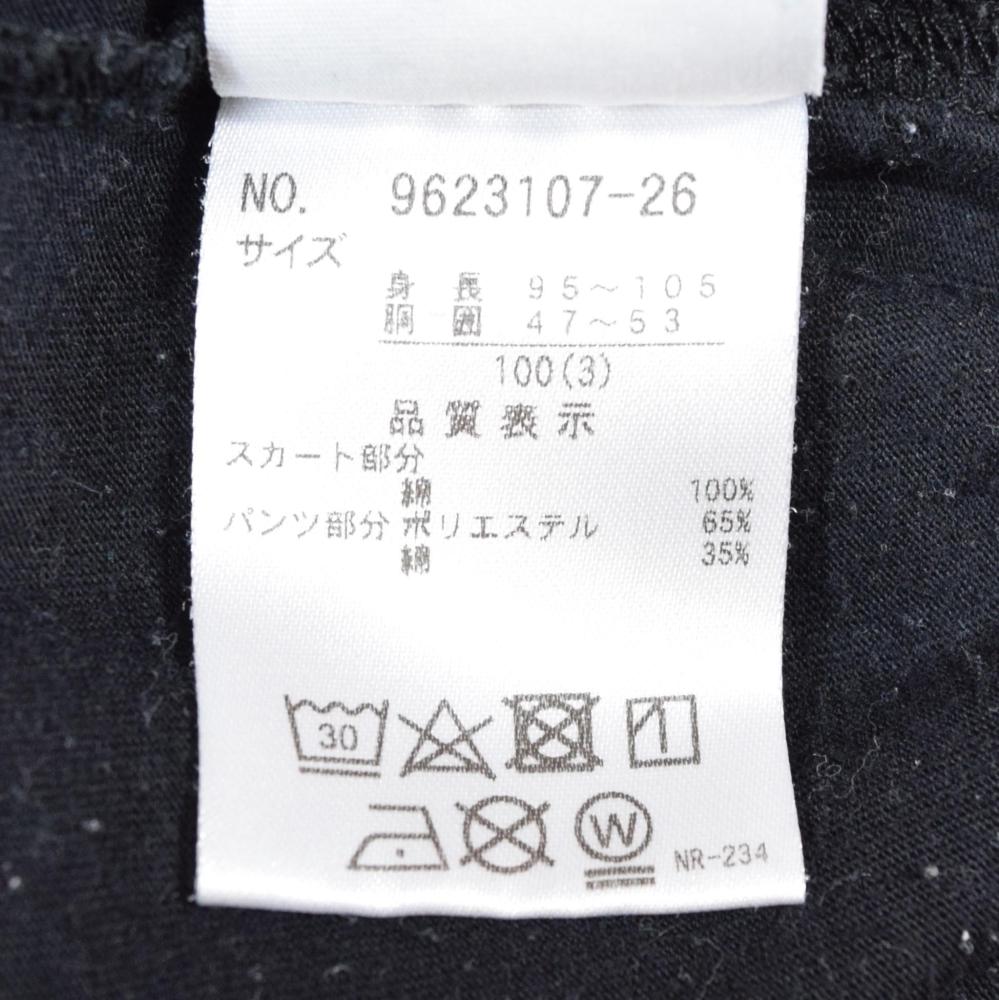 NO. 9623107-26
サイズ
身長 95～105
胴囲 47～53
100(3)
品質表示
スカート部分
綿 100%
パンツ部分 ポリエステル 65%
綿 35%
30
W
NR-234